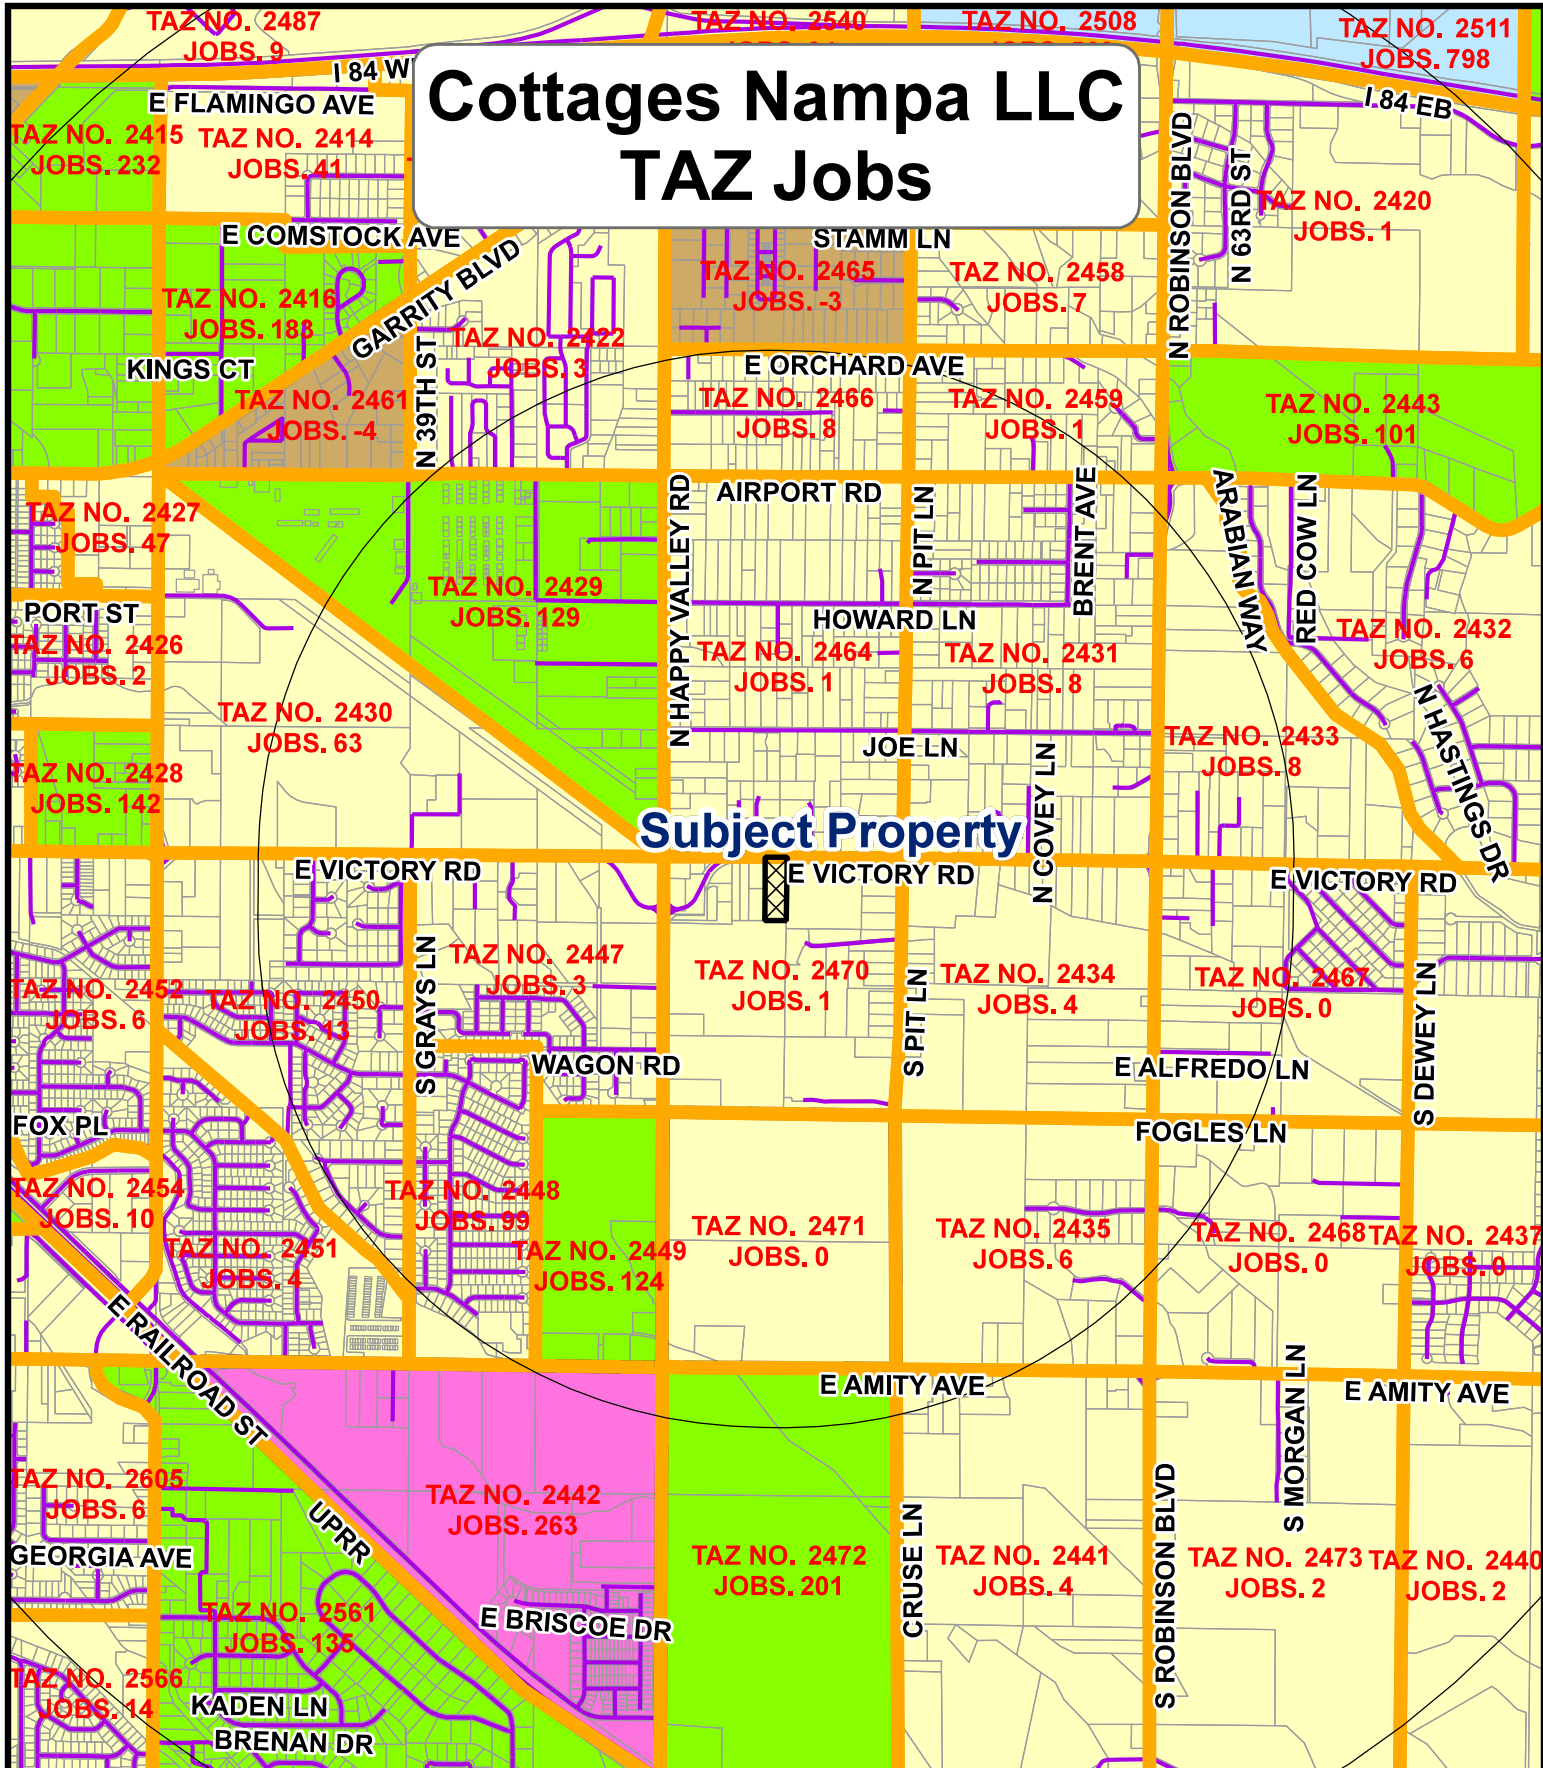 TAZ NO. 2487
JOBS. 9
TAZ NO. 2540
TAZ NO. 2508
TAZ NO. 2511
JOBS. 798
I 84
Cottages Nampa LLC
TAZ Jobs
I 84 EB
E FLAMINGO AVE
TAZ NO. 2415
JOBS. 232
TAZ NO. 2414
JOBS. 41
N ROBINSON BLVD
N 63RD ST
TAZ NO. 2420
JOBS. 1
E COMSTOCK AVE
STAMM LN
GARRITY BLVD
TAZ NO. 2465
JOBS. -3
TAZ NO. 2458
JOBS. 7
TAZ NO. 2416
JOBS. 183
TAZ NO. 2422
JOBS. 3
N 39TH ST
KINGS CT
E ORCHARD AVE
TAZ NO. 2461
JOBS. -4
TAZ NO. 2466
JOBS. 8
TAZ NO. 2459
JOBS. 1
TAZ NO. 2443
JOBS. 101
AIRPORT RD
N HAPPY VALLEY RD
N PIT LN
BRENT AVE
ARABIAN WAY
RED COW LN
TAZ NO. 2427
JOBS. 47
TAZ NO. 2429
JOBS. 129
PORT ST
HOWARD LN
TAZ NO. 2426
JOBS. 2
TAZ NO. 2464
JOBS. 1
TAZ NO. 2431
JOBS. 8
TAZ NO. 2432
JOBS. 6
TAZ NO. 2430
JOBS. 63
N HASTINGS DR
JOE LN
N COVEY LN
TAZ NO. 2433
JOBS. 8
TAZ NO. 2428
JOBS. 142
Subject Property
E VICTORY RD
E VICTORY RD
E VICTORY RD
S GRAYS LN
TAZ NO. 2447
JOBS. 3
TAZ NO. 2470
JOBS. 1
S PIT LN
TAZ NO. 2434
JOBS. 4
TAZ NO. 2467
JOBS. 0
S DEWEY LN
TAZ NO. 2452
JOBS. 6
TAZ NO. 2450
JOBS. 13
WAGON RD
E ALFREDO LN
FOX PL
FOGLES LN
TAZ NO. 2454
JOBS. 10
TAZ NO. 2448
JOBS. 99
TAZ NO. 2451
JOBS. 4
TAZ NO. 2449
JOBS. 124
TAZ NO. 2471
JOBS. 0
TAZ NO. 2435
JOBS. 6
TAZ NO. 2468
JOBS. 0
TAZ NO. 2437
JOBS. 0
E RAILROAD ST
E AMITY AVE
E AMITY AVE
S MORGAN LN
TAZ NO. 2605
JOBS. 6
UPRR
TAZ NO. 2442
JOBS. 263
GEORGIA AVE
CRUSE LN
S ROBINSON BLVD
TAZ NO. 2472
JOBS. 201
TAZ NO. 2441
JOBS. 4
TAZ NO. 2473
JOBS. 2
TAZ NO. 2440
JOBS. 2
TAZ NO. 2561
JOBS. 135
E BRISCOE DR
TAZ NO. 2566
JOBS. 14
KADEN LN
BRENAN DR